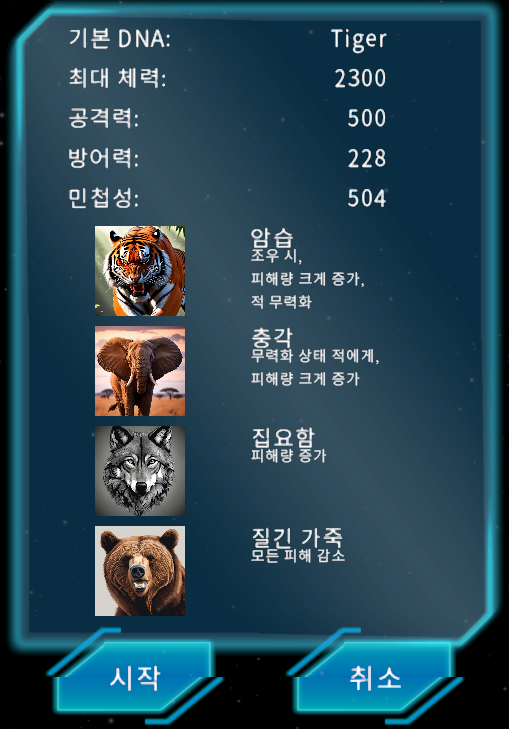 기본 DNA: Tiger
최대 체력: 2300
공격력: 500
방어력: 228
민첩성: 504
암습
조우 시,
피해량 크게 증가,
적 무력화
충각
무력화 상태 적에게,
피해량 크게 증가
집요함
피해량 증가
질긴 가죽
모든 피해 감소
시작 취소